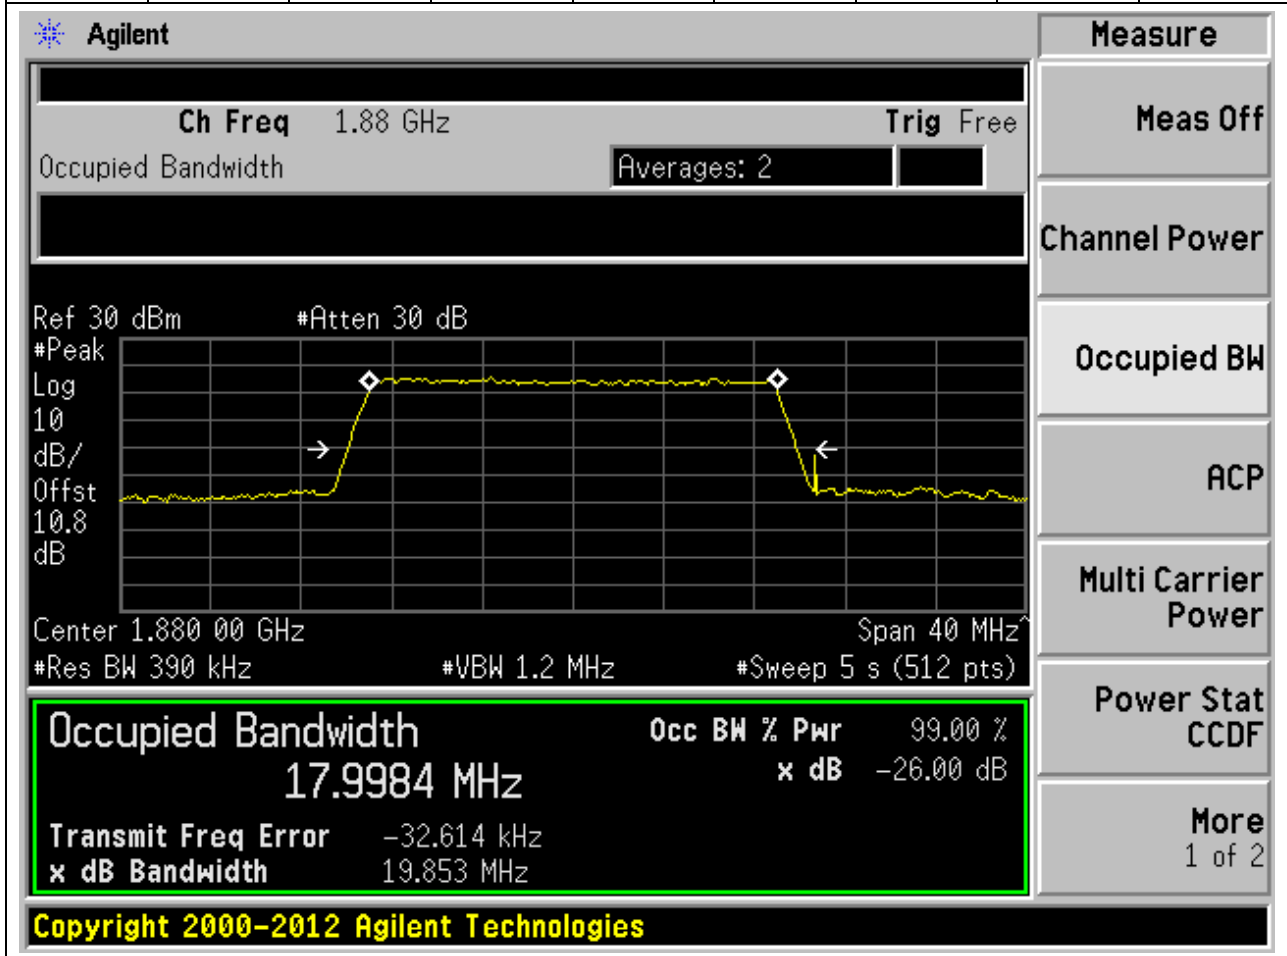 Agilent
Measure
Ch Freq 1.88 GHz Trig Free
Meas Off
Occupied Bandwidth Averages: 2
Channel Power
Ref 30 dBm #Atten 30 dB
#Peak
Log
10
dB/
Offst
10.8
dB
Occupied BW
ACP
Center 1.880 00 GHz Span 40 MHz^
#Res BW 390 kHz #VBW 1.2 MHz #Sweep 5 s (512 pts)
Multi Carrier
Power
Occupied Bandwidth Occ BW % Pwr 99.00 %
17.9984 MHz x dB -26.00 dB
Transmit Freq Error -32.614 kHz
x dB Bandwidth 19.853 MHz
Power Stat
CCDF
More
1 of 2
Copyright 2000-2012 Agilent Technologies